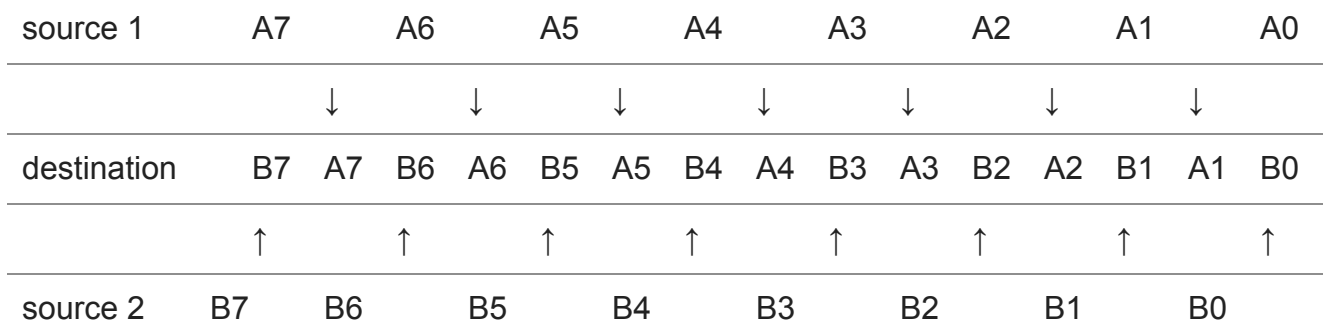 source 1 A7 A6 A5 A4 A3 A2 A1 A0
↓ ↓ ↓ ↓ ↓ ↓ ↓
destination B7 A7 B6 A6 B5 A5 B4 A4 B3 A3 B2 A2 B1 A1 B0
↑ ↑ ↑ ↑ ↑ ↑ ↑ ↑
source 2 B7 B6 B5 B4 B3 B2 B1 B0